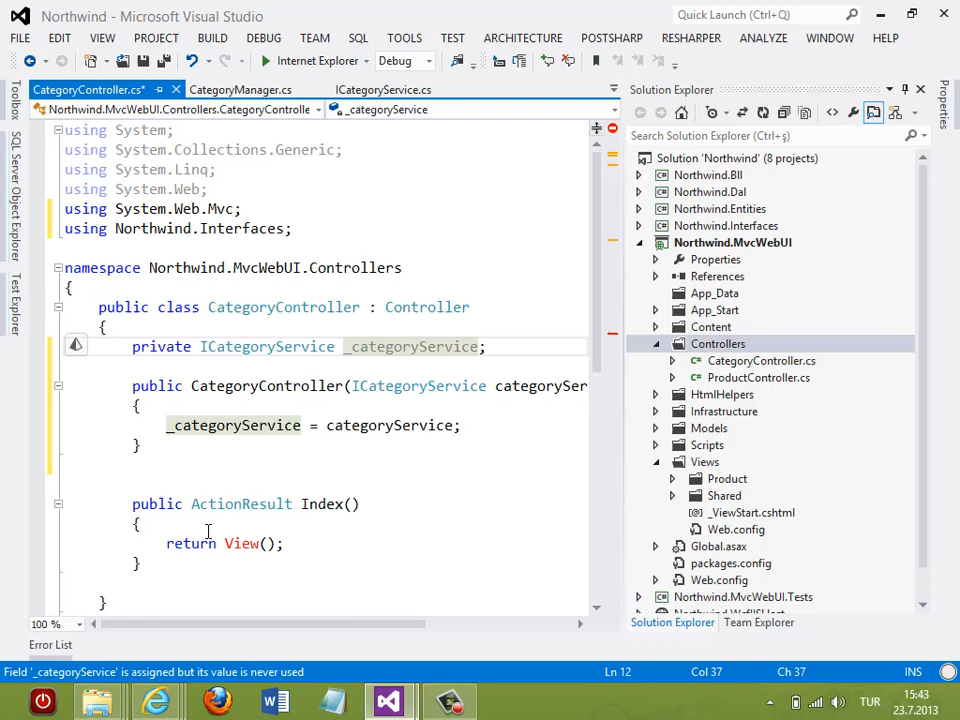 Northwind - Microsoft Visual Studio
Quick Launch (Ctrl+Q)
FILE EDIT VIEW PROJECT BUILD DEBUG TEAM SQL TOOLS TEST ARCHITECTURE POSTSHARP RESHARPER ANALYZE WINDOW HELP
Internet Explorer Debug
CategoryController.cs* CategoryManager.cs ICategoryService.cs
Northwind.MvcWebUI.Controllers.CategoryControlle _categoryService
Toolbox
SQL Server Object Explorer
Test Explorer
using System;
using System.Collections.Generic;
using System.Linq;
using System.Web;
using System.Web.Mvc;
using Northwind.Interfaces;
namespace Northwind.MvcWebUI.Controllers
{
public class CategoryController : Controller
{
private ICategoryService _categoryService;
public CategoryController(ICategoryService categorySer
{
_categoryService = categoryService;
}
public ActionResult Index()
{
return View();
}
}
100 %
Solution Explorer
Search Solution Explorer (Ctrl+ş)
Solution 'Northwind' (8 projects)
Northwind.Bll
Northwind.Dal
Northwind.Entities
Northwind.Interfaces
Northwind.MvcWebUI
Properties
References
App_Data
App_Start
Content
Controllers
CategoryController.cs
ProductController.cs
HtmlHelpers
Infrastructure
Models
Scripts
Views
Product
Shared
_ViewStart.cshtml
Web.config
Global.asax
packages.config
Web.config
Northwind.MvcWebUI.Tests
Solution Explorer Team Explorer
Properties
Error List
Field '_categoryService' is assigned but its value is never used
Ln 12 Col 37 Ch 37 INS
TUR
15:43
23.7.2013